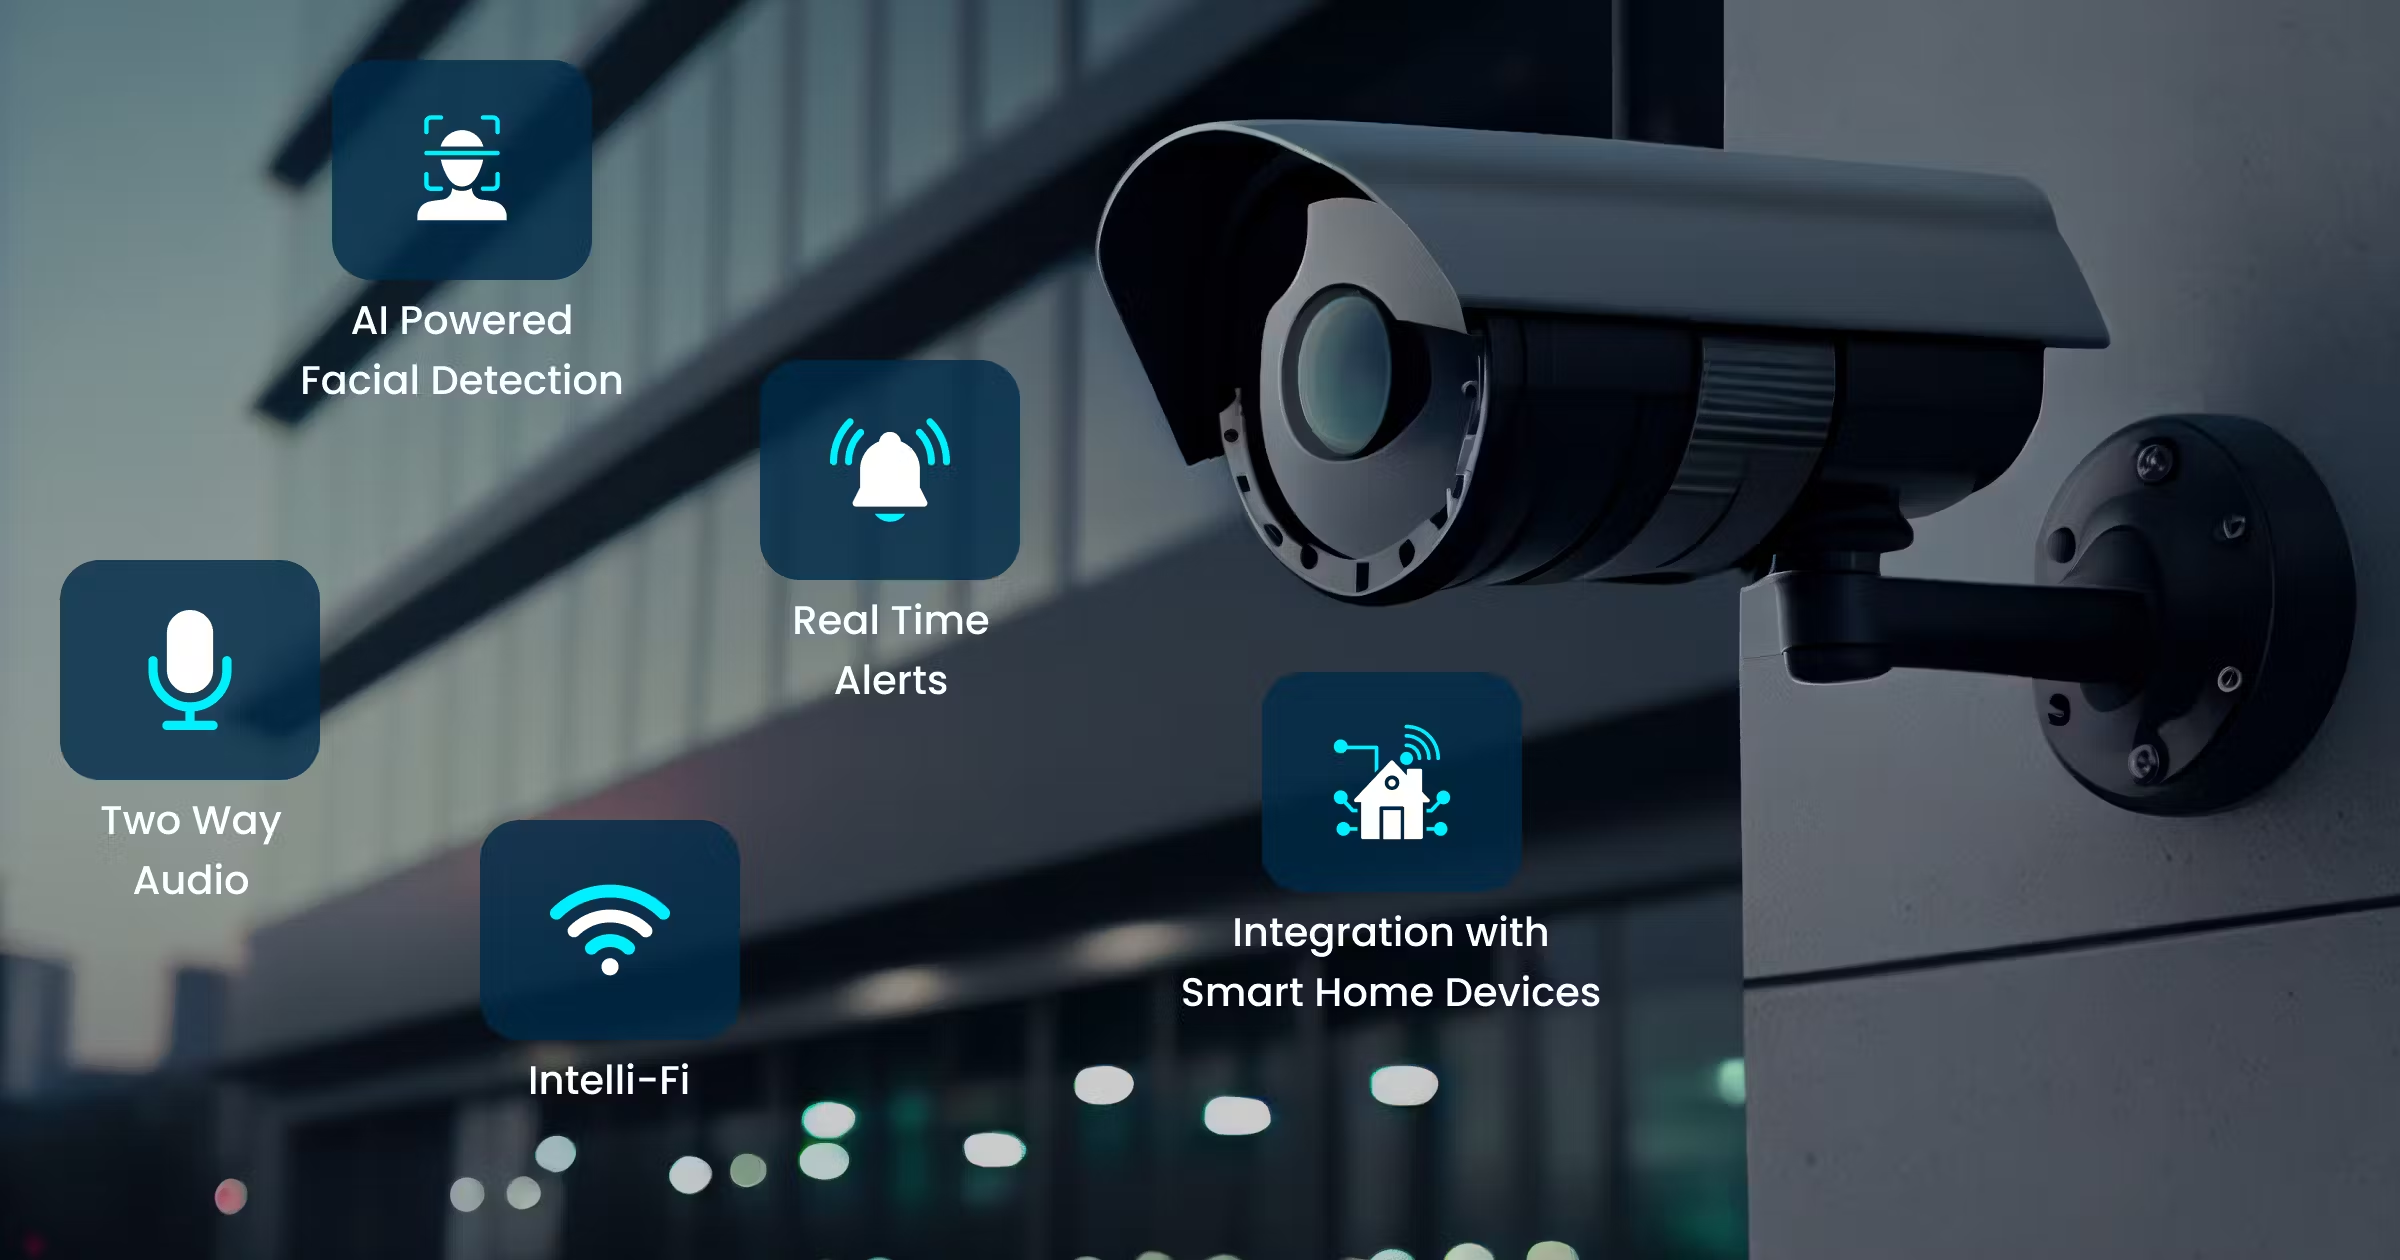 AI Powered
Facial Detection
Real Time
Alerts
Two Way
Audio
Intelli-Fi
Integration with
Smart Home Devices